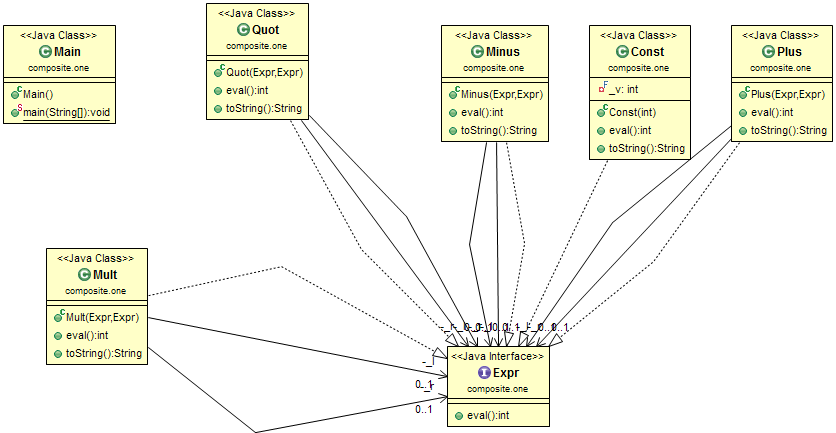 <<Java Class>>
Main
composite.one
Main()
main(String[]):void
<<Java Class>>
Quot
composite.one
Quot(Expr,Expr)
eval():int
toString():String
<<Java Class>>
Minus
composite.one
Minus(Expr,Expr)
eval():int
toString():String
<<Java Class>>
Const
composite.one
_v: int
Const(int)
eval():int
toString():String
<<Java Class>>
Plus
composite.one
Plus(Expr,Expr)
eval():int
toString():String
<<Java Class>>
Mult
composite.one
Mult(Expr,Expr)
eval():int
toString():String
-_l
0..1
-_r
0..1
0..1
<<Java Interface>>
Expr
composite.one
eval():int